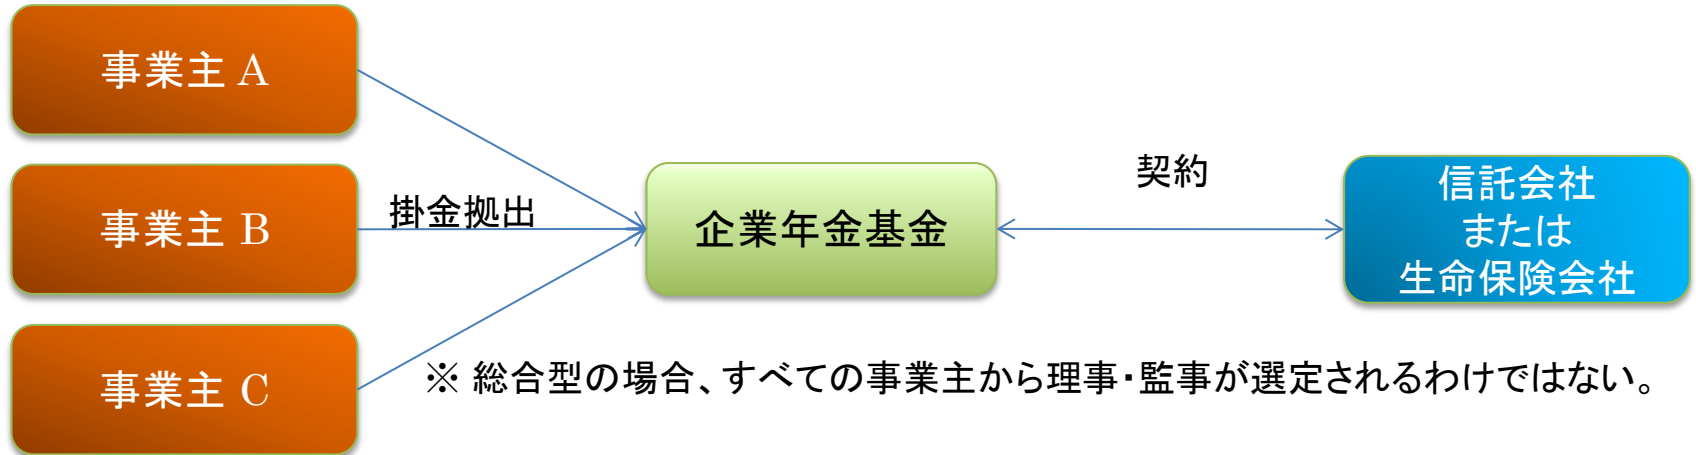 事業主 A
事業主 B
事業主 C
掛金拠出
企業年金基金
契約
信託会社
または
生命保険会社
※ 総合型の場合、すべての事業主から理事・監事が選定されるわけではない。